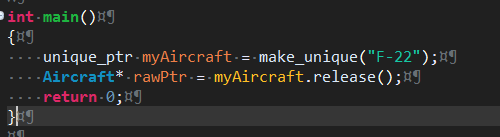 int main()¤¶
{¤¶
····unique_ptr myAircraft = make_unique("F-22");¤¶
····Aircraft* rawPtr = myAircraft.release();¤¶
····return 0;¤¶
}¤¶
¤¶